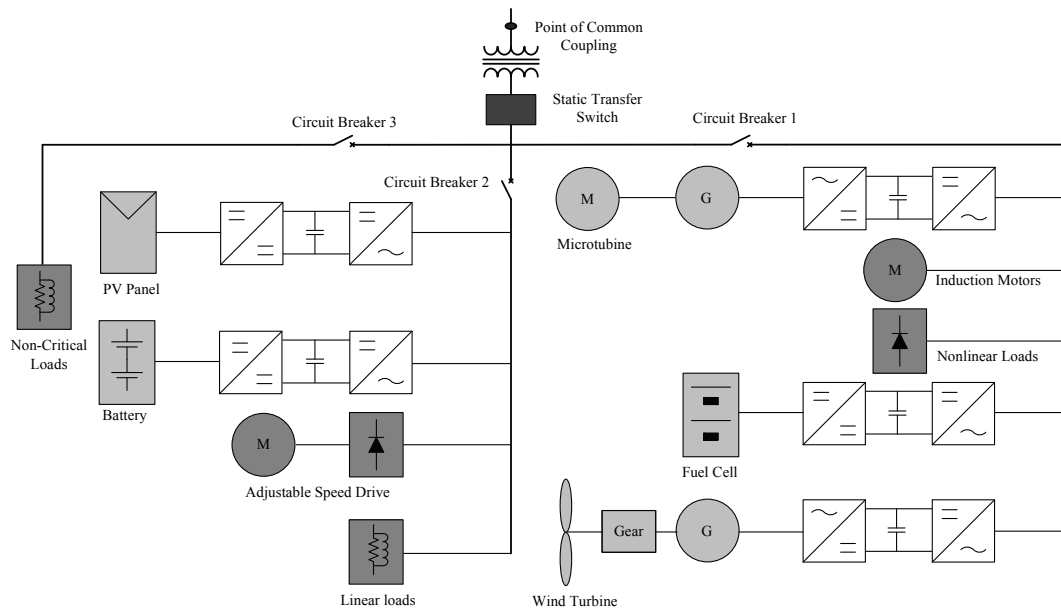 Point of Common
Coupling
Static Transfer
Switch
Circuit Breaker 3
Circuit Breaker 1
Circuit Breaker 2
M
G
Microtubine
PV Panel
M
Induction Motors
Non-Critical
Loads
Nonlinear Loads
Battery
M
Adjustable Speed Drive
Fuel Cell
Gear
G
Linear loads
Wind Turbine